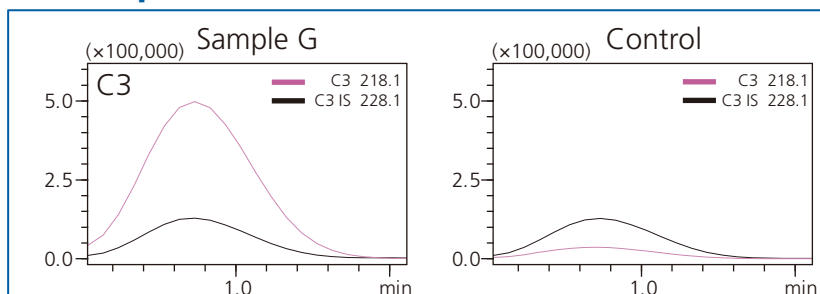 Sample G
(×100,000)
C3
C3 218.1
C3 IS 228.1
5.0
2.5
0.0
1.0
min
Control
(×100,000)
C3 218.1
C3 IS 228.1
5.0
2.5
0.0
1.0
min